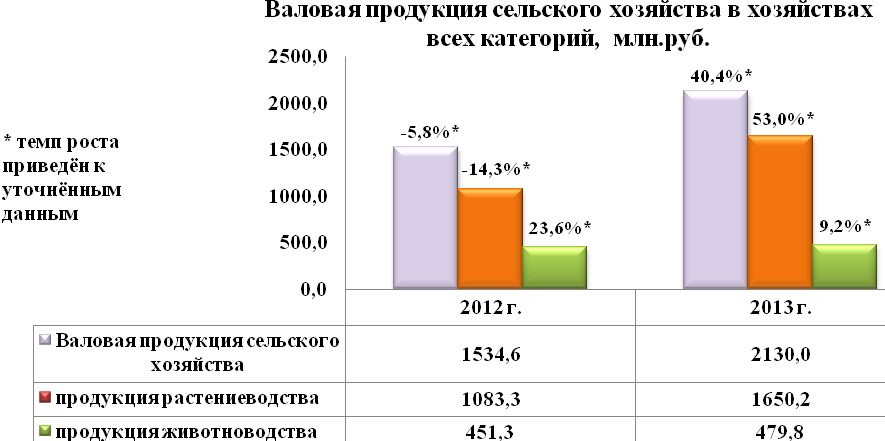 Валовая продукция сельского хозяйства в хозяйствах
всех категорий, млн.руб.
* темп роста
приведён к
уточнённым
данным
2500,0
2000,0
1500,0
1000,0
500,0
0,0
-5,8%*
-14,3%*
23,6%*
40,4%*
53,0%*
9,2%*
2012 г. 2013 г.
Валовая продукция сельского
хозяйства 1534,6 2130,0
продукция растениеводства 1083,3 1650,2
продукция животноводства 451,3 479,8